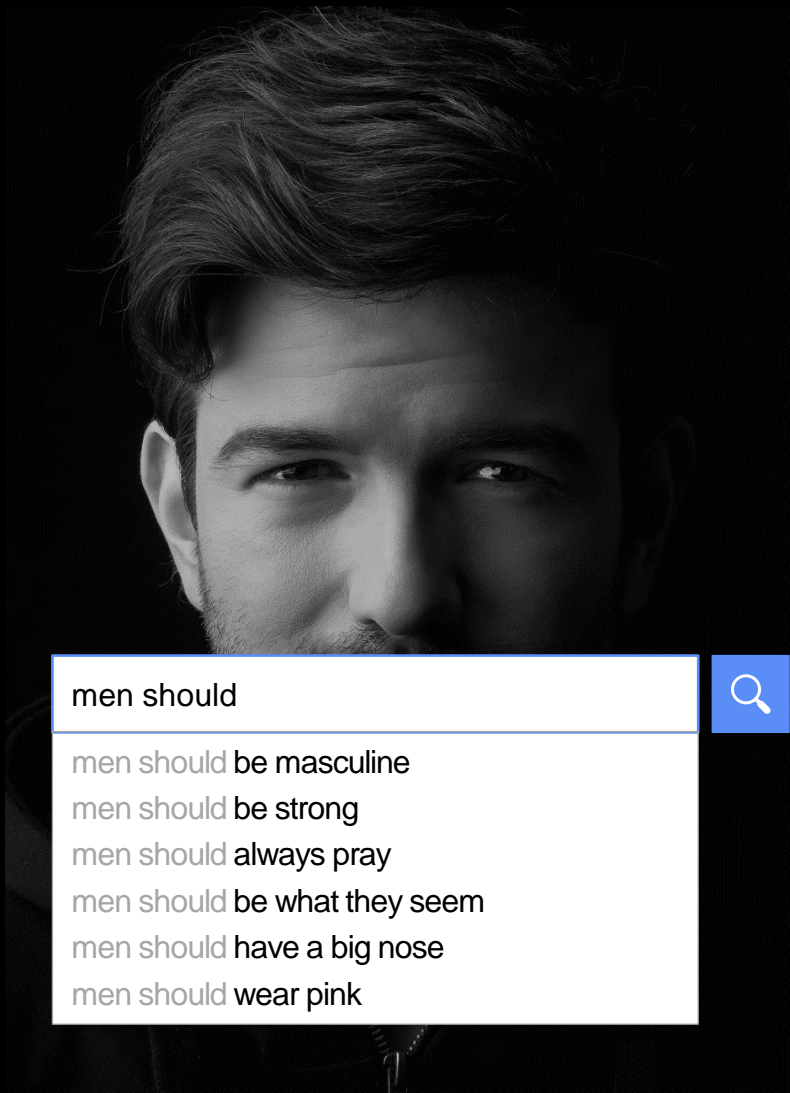 men should
men should be masculine
men should be strong
men should always pray
men should be what they seem
men should have a big nose
men should wear pink